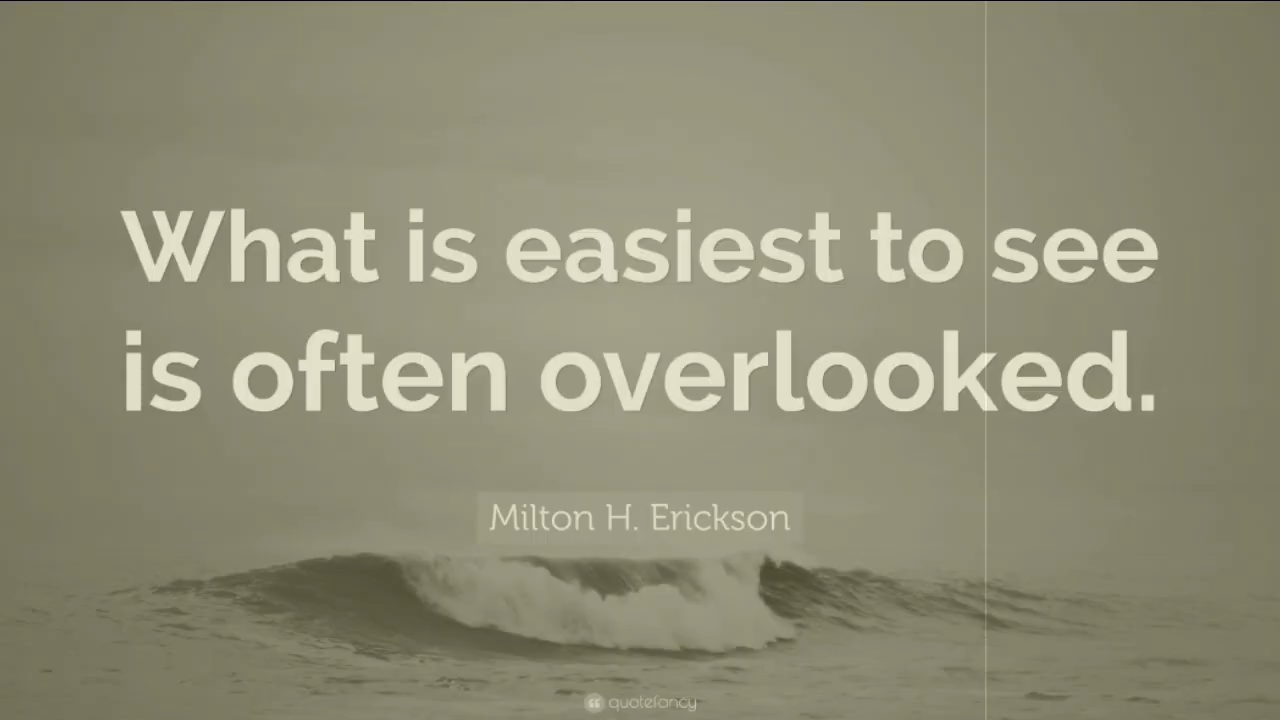 What is easiest to see
is often overlooked.
Milton H. Erickson
quotefancy